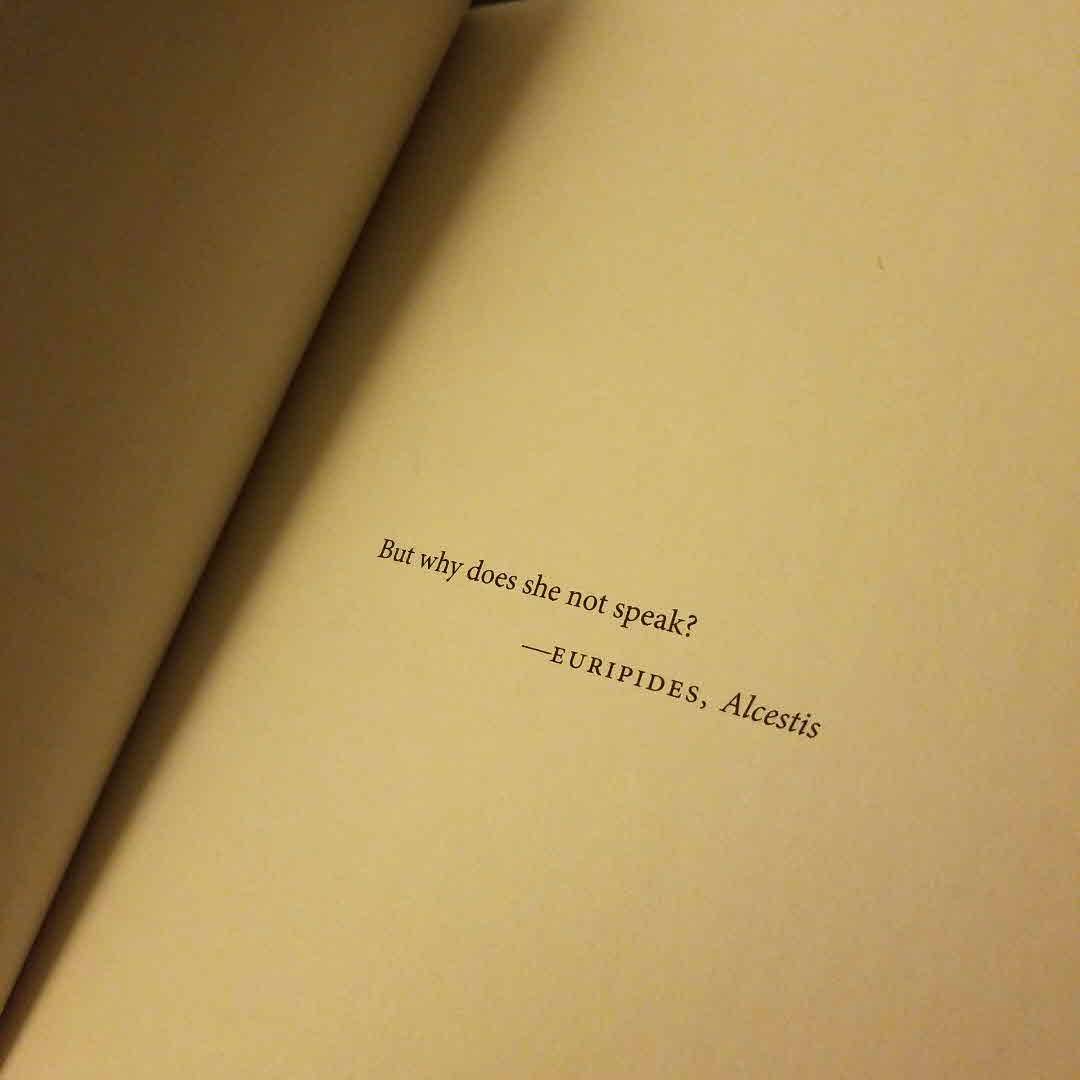 But why does she not speak?
—EURIPIDES, Alcestis